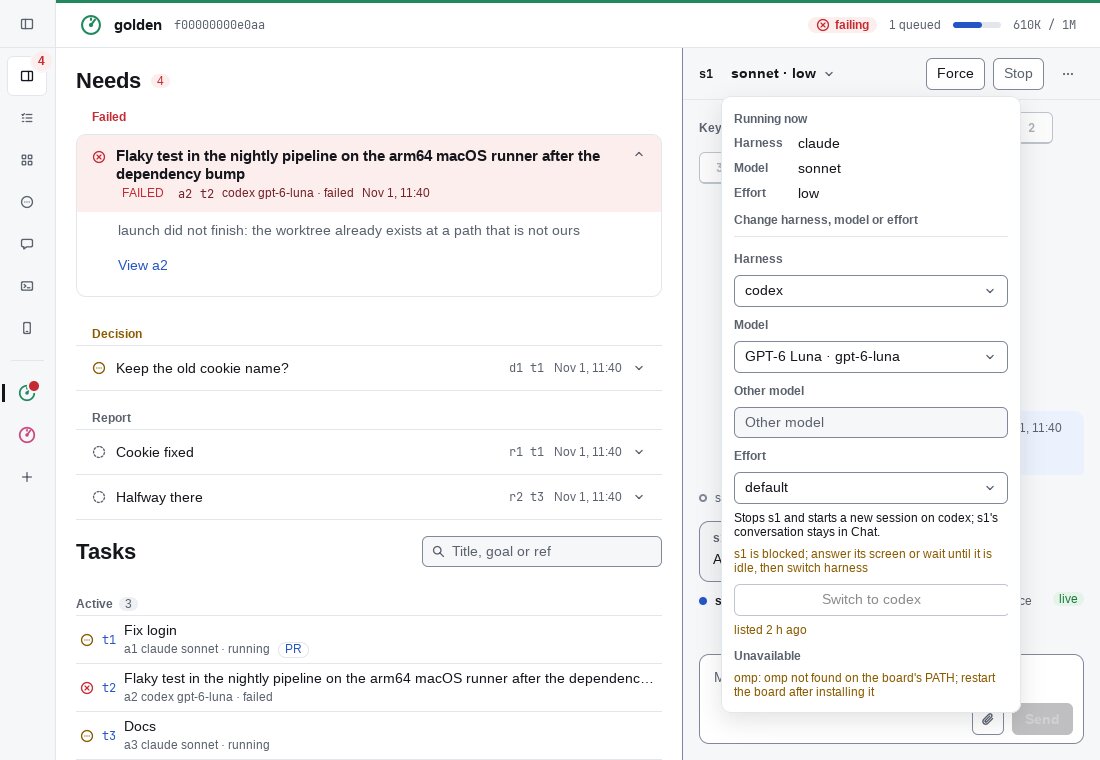 golden f00000000e0aa
failing 1 queued 610K / 1M
4
Needs 4
Failed
Flaky test in the nightly pipeline on the arm64 macOS runner after the
dependency bump
FAILED a2 t2 codex gpt-6-luna · failed Nov 1, 11:40
launch did not finish: the worktree already exists at a path that is not ours
View a2
Decision
Keep the old cookie name? d1 t1 Nov 1, 11:40
Report
Cookie fixed r1 t1 Nov 1, 11:40
Halfway there r2 t3 Nov 1, 11:40
Tasks
Title, goal or ref
Active 3
t1 Fix login
a1 claude sonnet · running PR
t2 Flaky test in the nightly pipeline on the arm64 macOS runner after the dependenc…
a2 codex gpt-6-luna · failed
t3 Docs
a3 claude sonnet · running
s1 sonnet · low Force Stop
Key
2
3
Running now
Harness claude
Model sonnet
Effort low
Change harness, model or effort
Harness
codex
Model
GPT-6 Luna · gpt-6-luna
Other model
Other model
Effort
default
Stops s1 and starts a new session on codex; s1's
conversation stays in Chat.
s1 is blocked; answer its screen or wait until it is
idle, then switch harness
Switch to codex
listed 2 h ago
Unavailable
omp: omp not found on the board's PATH; restart
the board after installing it
1, 11:40
live
Send